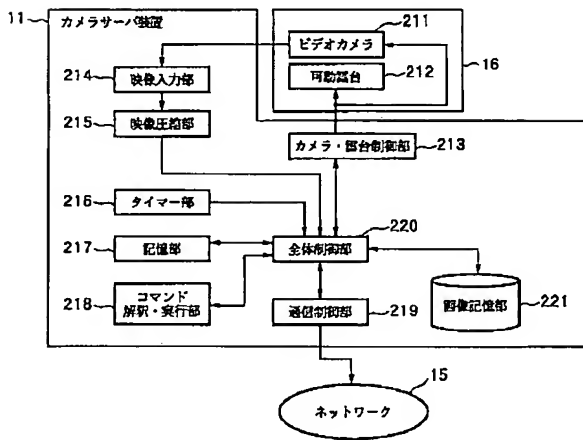 11
カメラサーバ装置
211
ビデオカメラ
212
可動雲台
16
214
映像入力部
215
映像圧縮部
カメラ・雲台制御部
213
216
タイマー部
220
217
記憶部
全体制御部
218
コマンド
解釈・実行部
通信制御部
219
画像記憶部
221
15
ネットワーク